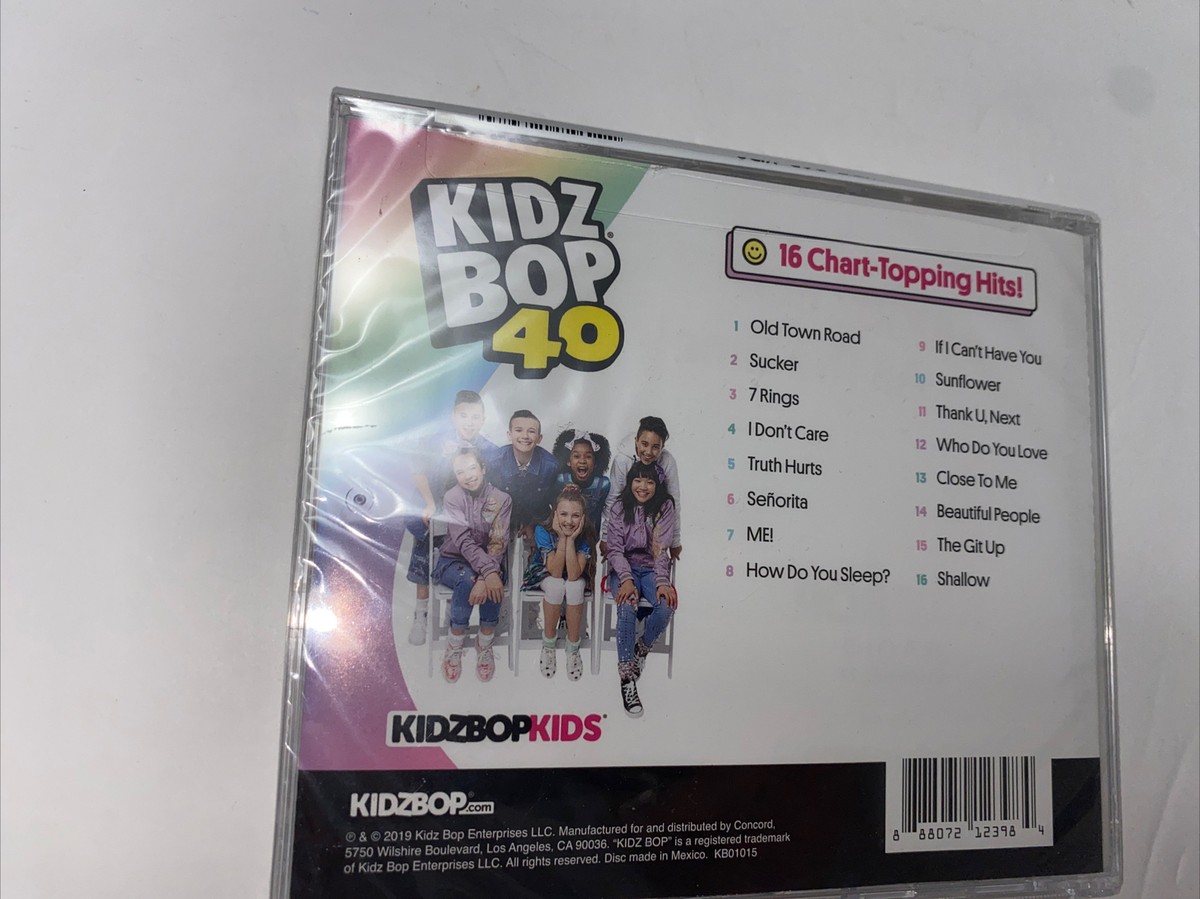 KIDZ
BOP®
40
16 Chart-Topping Hits!
1 Old Town Road
2 Sucker
3 7 Rings
4 I Don't Care
5 Truth Hurts
6 Señorita
7 ME!
8 How Do You Sleep?
9 If I Can't Have You
10 Sunflower
11 Thank U, Next
12 Who Do You Love
13 Close To Me
14 Beautiful People
15 The Git Up
16 Shallow
KIDZBOPKIDS
KIDZBOP.com
℗ & © 2019 Kidz Bop Enterprises LLC. Manufactured for and distributed by Concord,
5750 Wilshire Boulevard, Los Angeles, CA 90036. "KIDZ BOP" is a registered trademark
of Kidz Bop Enterprises LLC. All rights reserved. Disc made in Mexico. KB01015
8 88072 12398 4